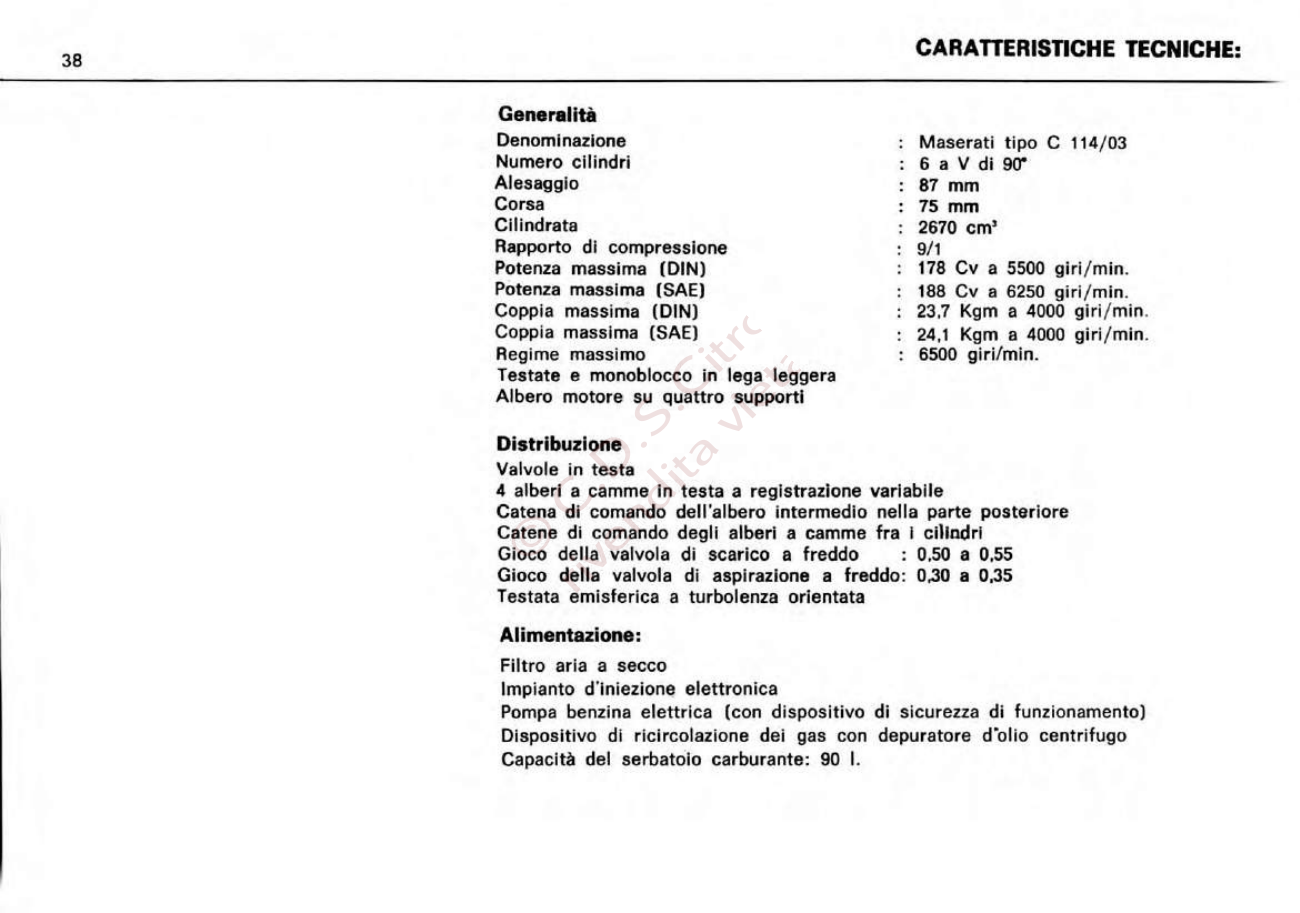 38
CARATTERISTICHE TECNICHE:
Generalità
Denominazione : Maserati tipo C 114/03
Numero cilindri : 6 a V di 90°
Alesaggio : 87 mm
Corsa : 75 mm
Cilindrata : 2670 cm³
Rapporto di compressione : 9/1
Potenza massima (DIN) : 178 Cv a 5500 giri/min.
Potenza massima (SAE) : 188 Cv a 6250 giri/min.
Coppia massima (DIN) : 23,7 Kgm a 4000 giri/min.
Coppia massima (SAE) : 24,1 Kgm a 4000 giri/min.
Regime massimo : 6500 giri/min.
Testate e monoblocco in lega leggera
Albero motore su quattro supporti
Distribuzione
Valvole in testa
4 alberi a camme in testa a registrazione variabile
Catena di comando dell'albero intermedio nella parte posteriore
Catene di comando degli alberi a camme fra i cilindri
Gioco della valvola di scarico a freddo : 0,50 a 0,55
Gioco della valvola di aspirazione a freddo: 0,30 a 0,35
Testata emisferica a turbolenza orientata
Alimentazione:
Filtro aria a secco
Impianto d'iniezione elettronica
Pompa benzina elettrica (con dispositivo di sicurezza di funzionamento)
Dispositivo di ricircolazione dei gas con depuratore d'olio centrifugo
Capacità del serbatoio carburante: 90 l.
© C.D.S.Citro
rivendita vieta